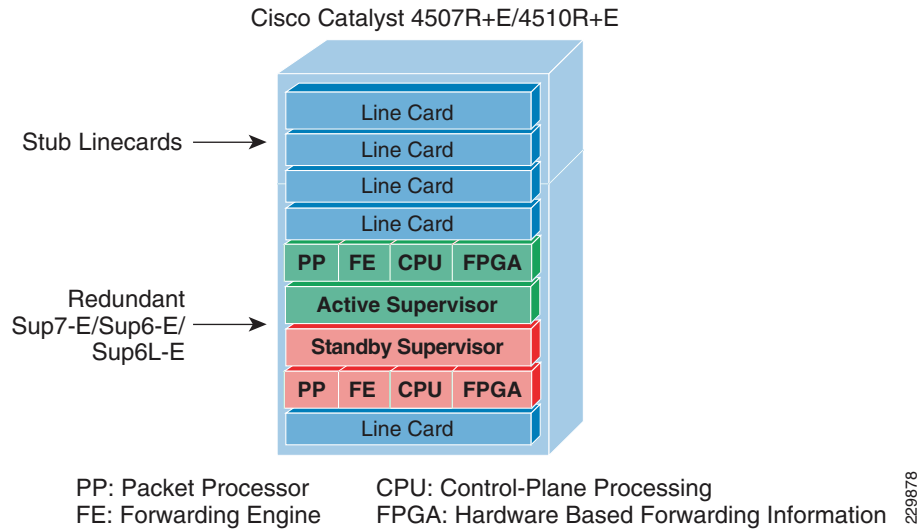 Cisco Catalyst 4507R+E/4510R+E
Line Card
Stub Linecards
Line Card
Line Card
Line Card
PP FE CPU FPGA
Redundant
Sup7-E/Sup6-E/
Sup6L-E
Active Supervisor
Standby Supervisor
PP FE CPU FPGA
Line Card
PP: Packet Processor
CPU: Control-Plane Processing
FE: Forwarding Engine
FPGA: Hardware Based Forwarding Information
229878